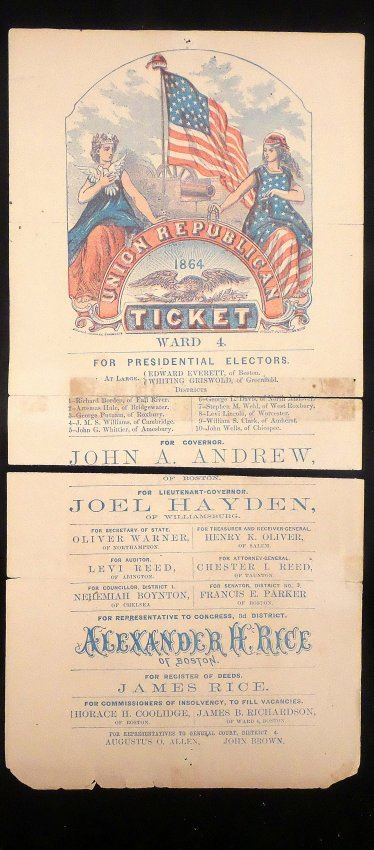 UNION REPUBLICAN
1864
TICKET
WARD 4.
FOR PRESIDENTIAL ELECTORS.
At Large. { EDWARD EVERETT, of Boston.
{ WHITING GRISWOLD, of Greenfield.
Districts
1—Richard Borden, of Fall River.
2—Artemas Hale, of Bridgewater.
3—George Putnam, of Roxbury.
4—J. M. S. Williams, of Cambridge.
5—John G. Whittier, of Amesbury.
6—George L. Davis, of North Andover.
7—Stephen M. Weld, of West Roxbury.
8—Levi Lincoln, of Worcester.
9—William S. Clark, of Amherst.
10—John Wells, of Chicopee.
FOR GOVERNOR.
JOHN A. ANDREW,
OF BOSTON.
FOR LIEUTENANT-GOVERNOR.
JOEL HAYDEN,
OF WILLIAMSBURG.
FOR SECRETARY OF STATE,
OLIVER WARNER,
OF NORTHAMPTON.
FOR TREASURER AND RECEIVER-GENERAL,
HENRY K. OLIVER,
OF SALEM.
FOR AUDITOR,
LEVI REED,
OF ABINGTON.
FOR ATTORNEY-GENERAL,
CHESTER I. REED,
OF TAUNTON.
FOR COUNCILLOR, DISTRICT
NEHEMIAH BOYNTON,
OF CHELSEA
FOR SENATOR, DISTRICT NO.
FRANCIS E. PARKER
OF BOSTON.
FOR REPRESENTATIVE TO CONGRESS, 3d DISTRICT.
ALEXANDER H. RICE
OF BOSTON.
FOR REGISTER OF DEEDS.
JAMES RICE.
FOR COMMISSIONERS OF INSOLVENCY, TO FILL VACANCIES,
HORACE H. COOLIDGE,
OF BOSTON.
JAMES B. RICHARDSON,
OF WARD 4, BOSTON
FOR REPRESENTATIVES TO GENERAL COURT, DISTRICT 4
AUGUSTUS O. ALLEN, JOHN BROWN.